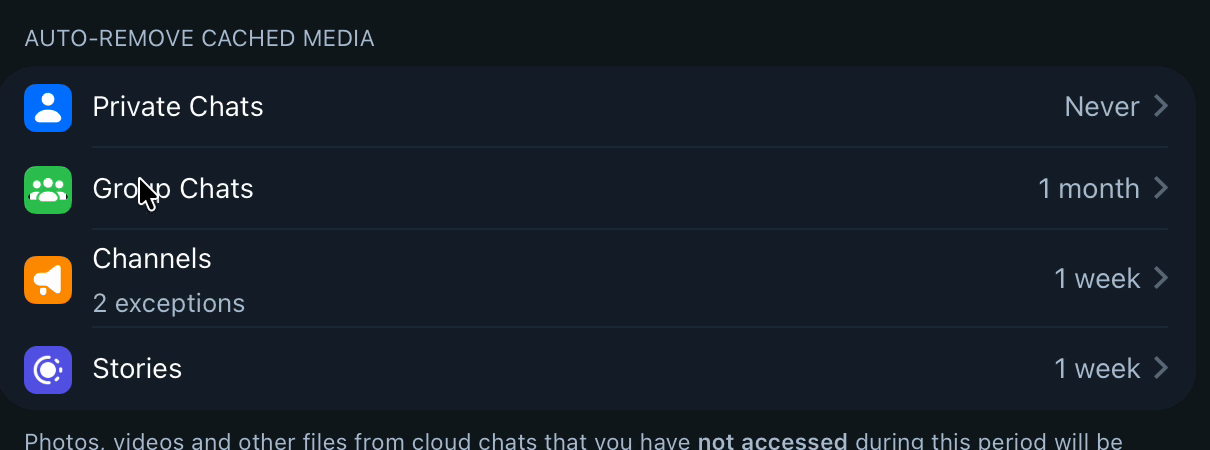 AUTO-REMOVE CACHED MEDIA
Private Chats
Never
Group Chats
1 month
Channels
2 exceptions
1 week
Stories
1 week
Photos, videos and other files from cloud chats that you have not accessed during this period will be